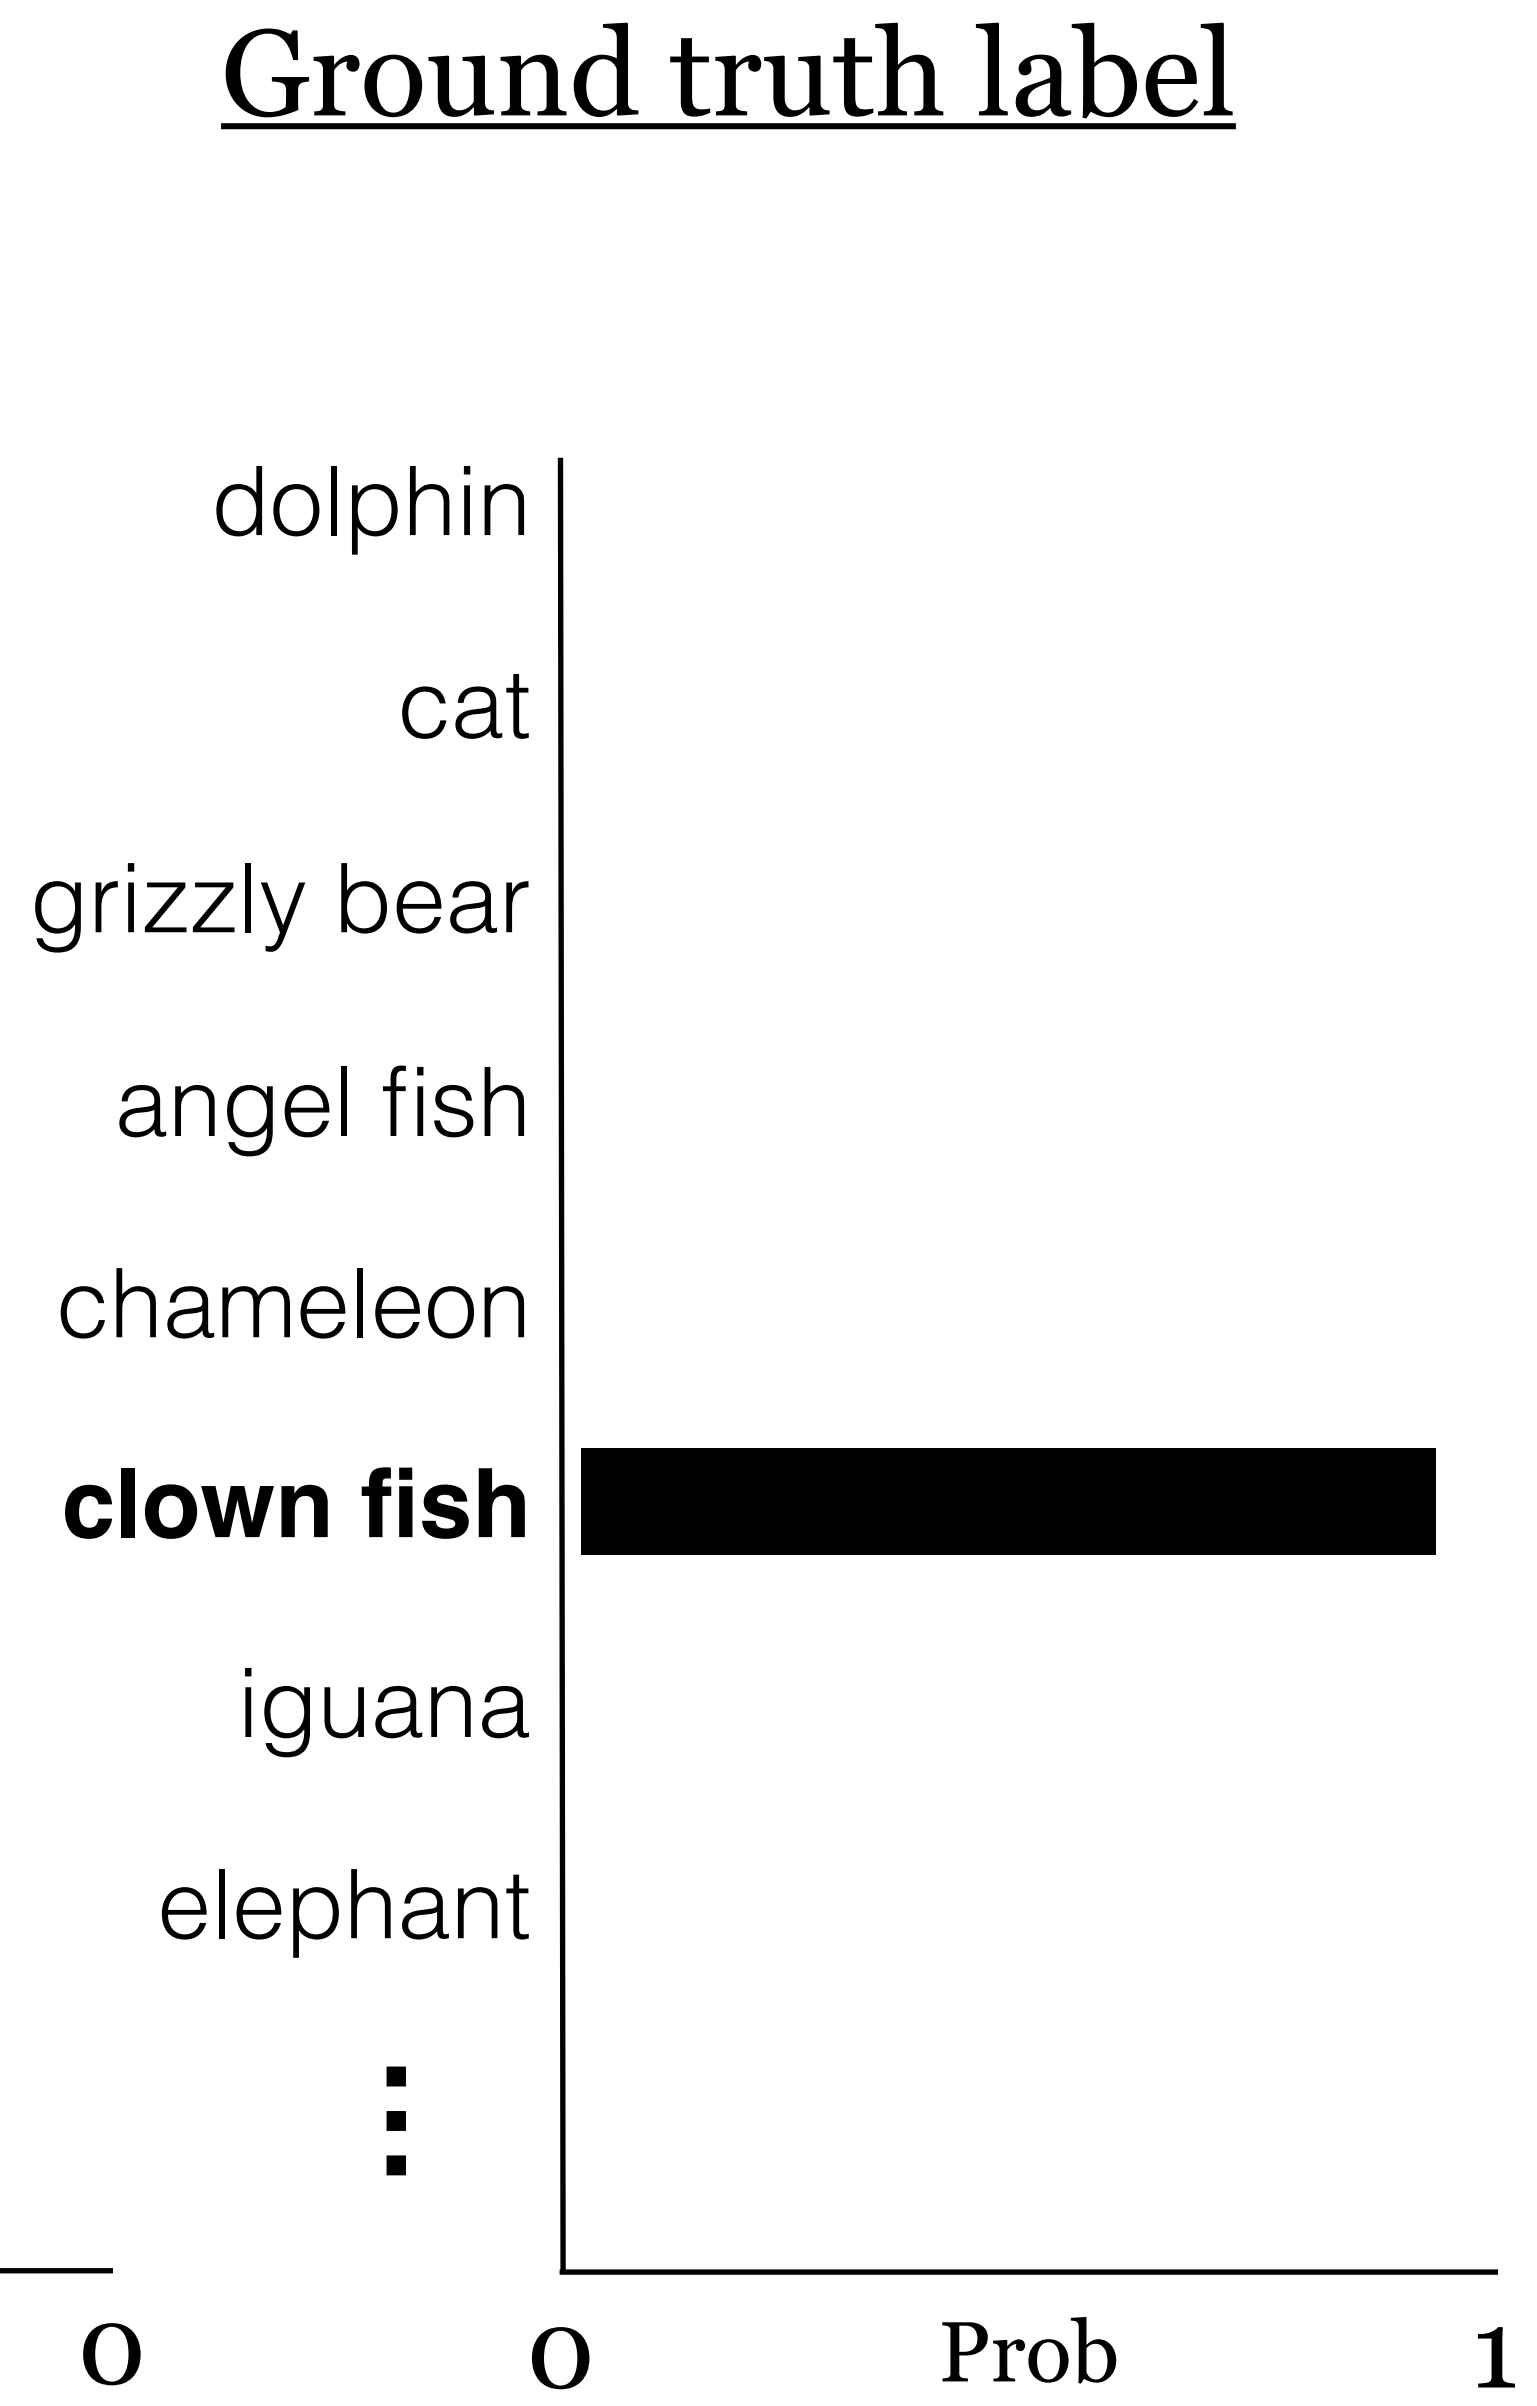 Ground truth label
dolphin
cat
grizzly bear
angel fish
chameleon
clown fish
iguana
elephant
⋮
0 0 Prob 1